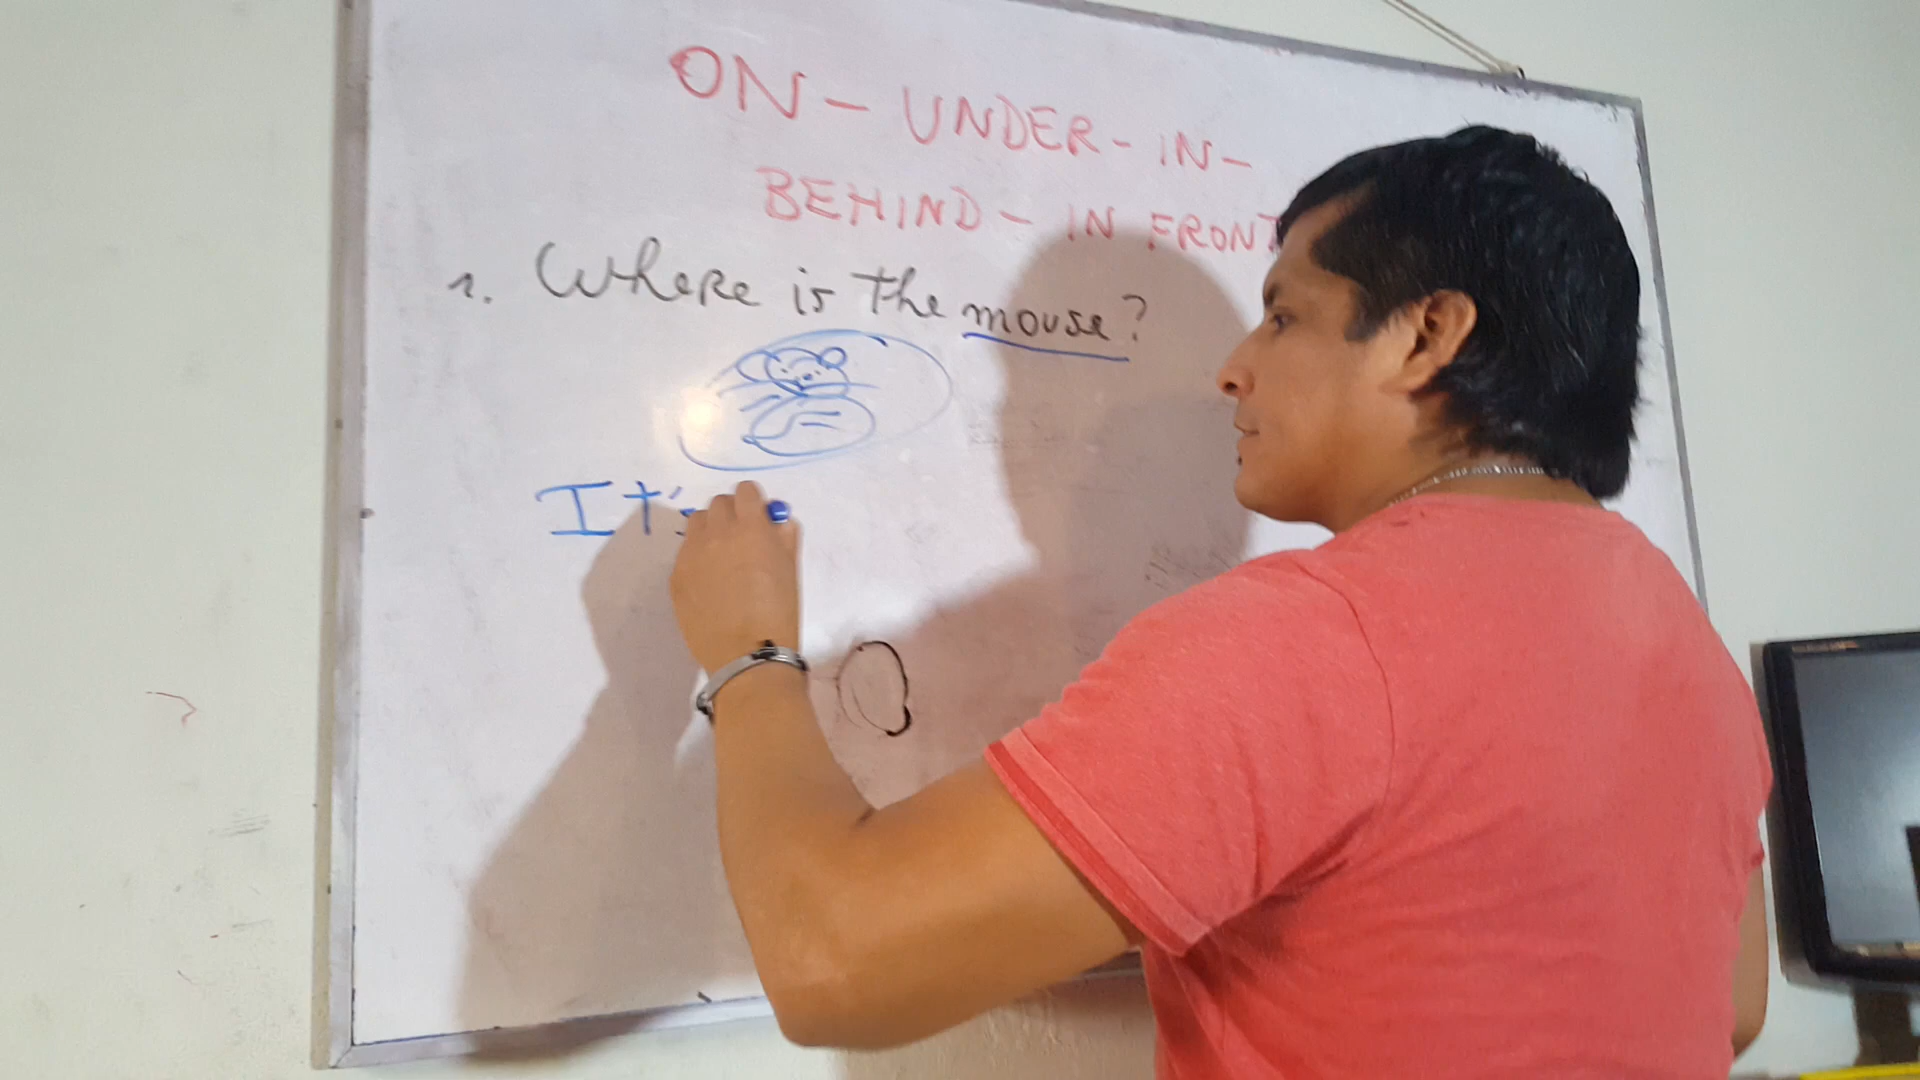 ON - UNDER - IN -
BEHIND - IN FRONT
1. Where is the mouse?
It's